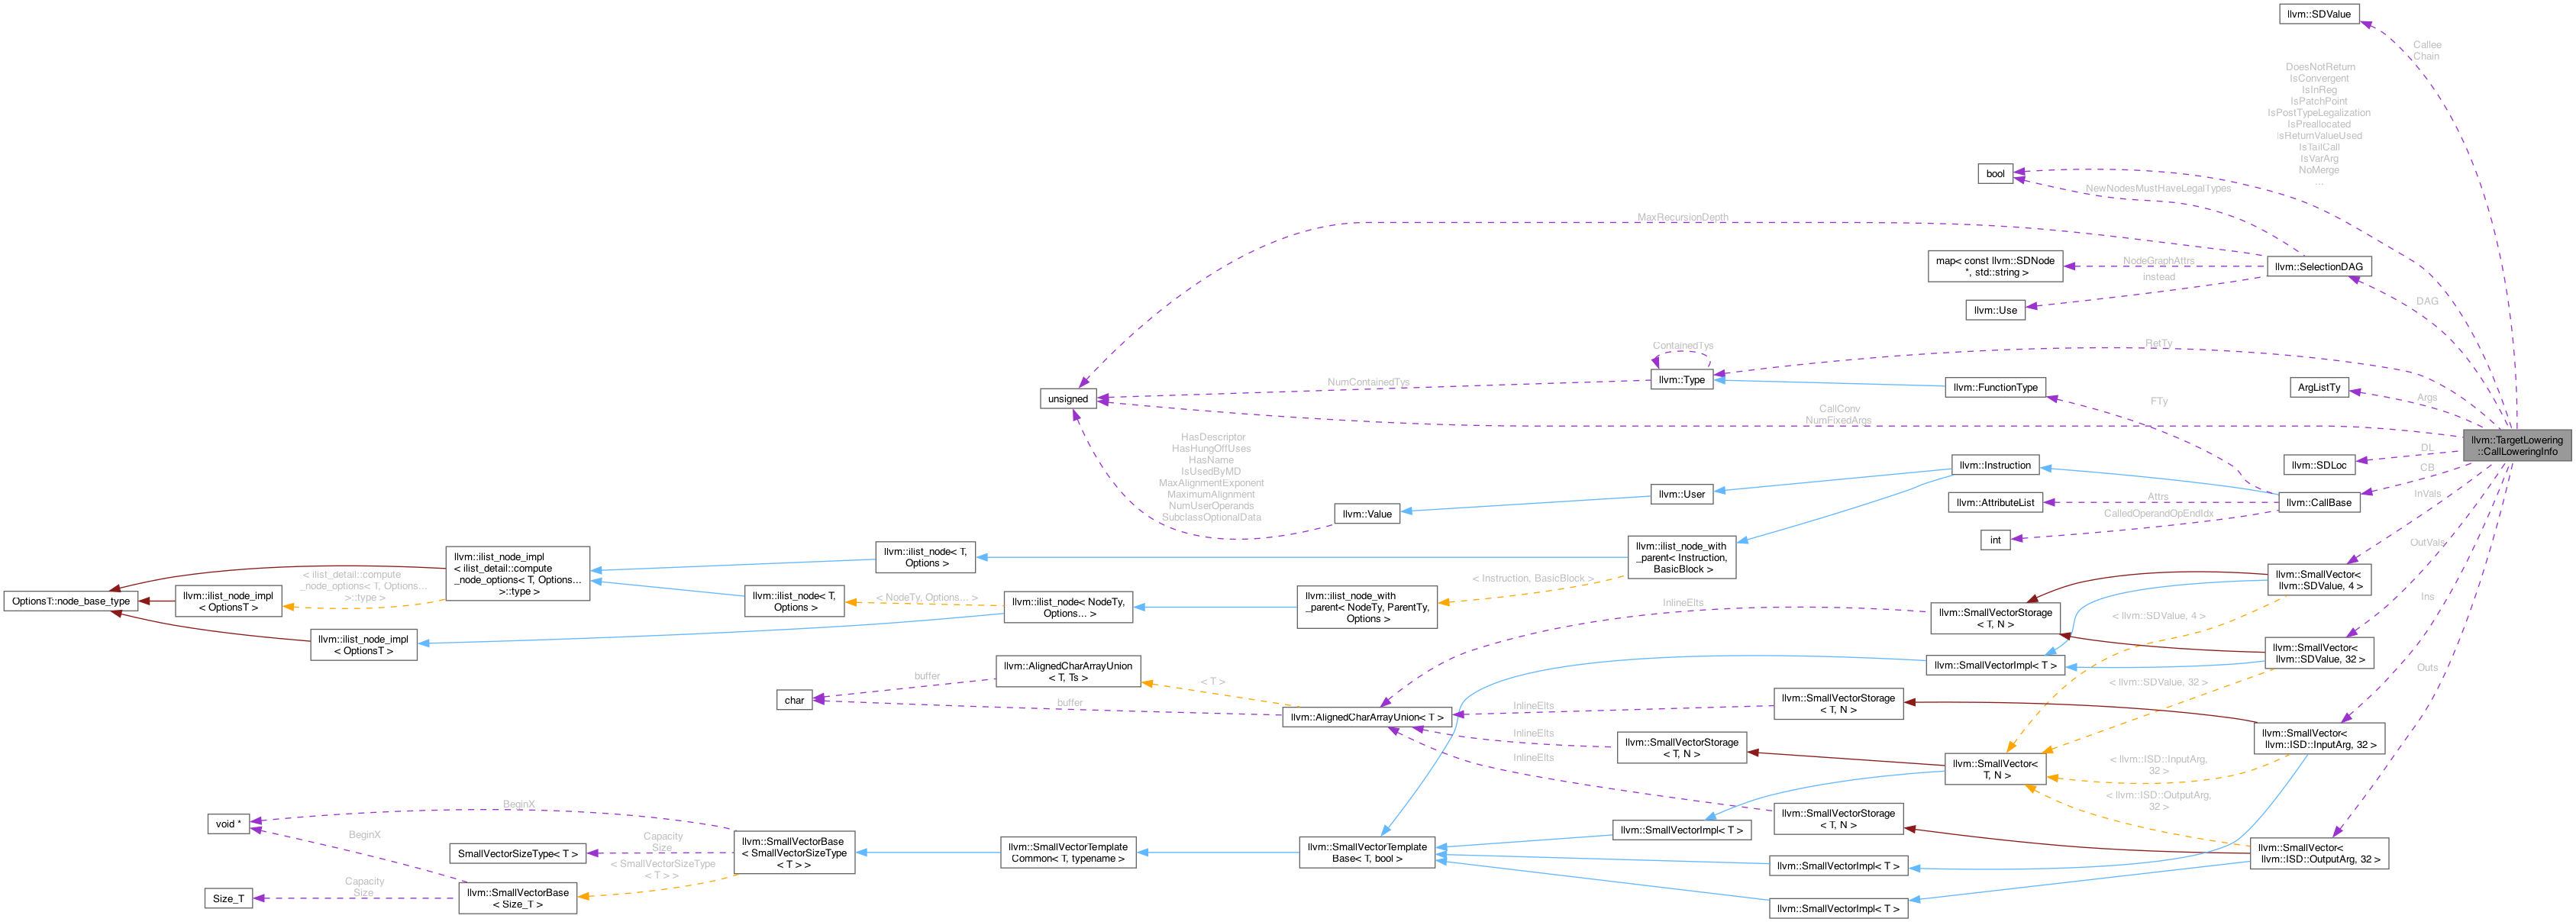 llvm::SDValue
Callee
Chain
DoesNotReturn
IsConvergent
IsInReg
IsPatchPoint
IsPostTypeLegalization
IsPreallocated
IsReturnValueUsed
IsTailCall
IsVarArg
NoMerge
...
bool
NewNodesMustHaveLegalTypes
MaxRecursionDepth
map< const llvm::SDNode
*, std::string >
NodeGraphAttrs
llvm::SelectionDAG
instead
llvm::Use
DAG
ContainedTys
RetTy
llvm::Type
NumContainedTys
llvm::FunctionType
ArgListTy
Args
unsigned
FTy
CallConv
NumFixedArgs
llvm::TargetLowering
::CallLoweringInfo
HasDescriptor
HasHungOffUses
HasName
IsUsedByMD
MaxAlignmentExponent
MaximumAlignment
NumUserOperands
SubclassOptionalData
DL
llvm::SDLoc
llvm::Instruction
CB
llvm::User
llvm::Value
llvm::AttributeList
Attrs
llvm::CallBase
InVals
CalledOperandOpEndIdx
int
OutVals
llvm::ilist_node_impl
< ilist_detail::compute
_node_options< T, Options...
>::type >
llvm::ilist_node< T,
Options >
llvm::ilist_node_with
_parent< Instruction,
BasicBlock >
< Instruction, BasicBlock >
llvm::SmallVector<
llvm::SDValue, 4 >
OptionsT::node_base_type
llvm::ilist_node_impl
< OptionsT >
< ilist_detail::compute
_node_options< T, Options...
>::type >
llvm::ilist_node< T,
Options >
< NodeTy, Options... >
llvm::ilist_node< NodeTy,
Options... >
llvm::ilist_node_with
_parent< NodeTy, ParentTy,
Options >
InlineElts
llvm::SmallVectorStorage
< T, N >
< llvm::SDValue, 4 >
Ins
llvm::ilist_node_impl
< OptionsT >
llvm::SmallVector<
llvm::SDValue, 32 >
llvm::AlignedCharArrayUnion
< T, Ts >
llvm::SmallVectorImpl< T >
Outs
buffer
< T >
< llvm::SDValue, 32 >
char
buffer
llvm::AlignedCharArrayUnion< T >
InlineElts
llvm::SmallVectorStorage
< T, N >
InlineElts
llvm::SmallVectorStorage
< T, N >
llvm::SmallVector<
llvm::ISD::InputArg, 32 >
InlineElts
llvm::SmallVector<
T, N >
< llvm::ISD::InputArg,
32 >
< llvm::ISD::OutputArg,
32 >
BeginX
void *
BeginX
llvm::SmallVectorStorage
< T, N >
llvm::SmallVectorImpl< T >
SmallVectorSizeType< T >
Capacity
Size
llvm::SmallVectorBase
< SmallVectorSizeType
< T > >
llvm::SmallVectorTemplate
Common< T, typename >
llvm::SmallVectorTemplate
Base< T, bool >
llvm::SmallVectorImpl< T >
llvm::SmallVector<
llvm::ISD::OutputArg, 32 >
< SmallVectorSizeType
< T > >
Size_T
Capacity
Size
llvm::SmallVectorBase
< Size_T >
llvm::SmallVectorImpl< T >